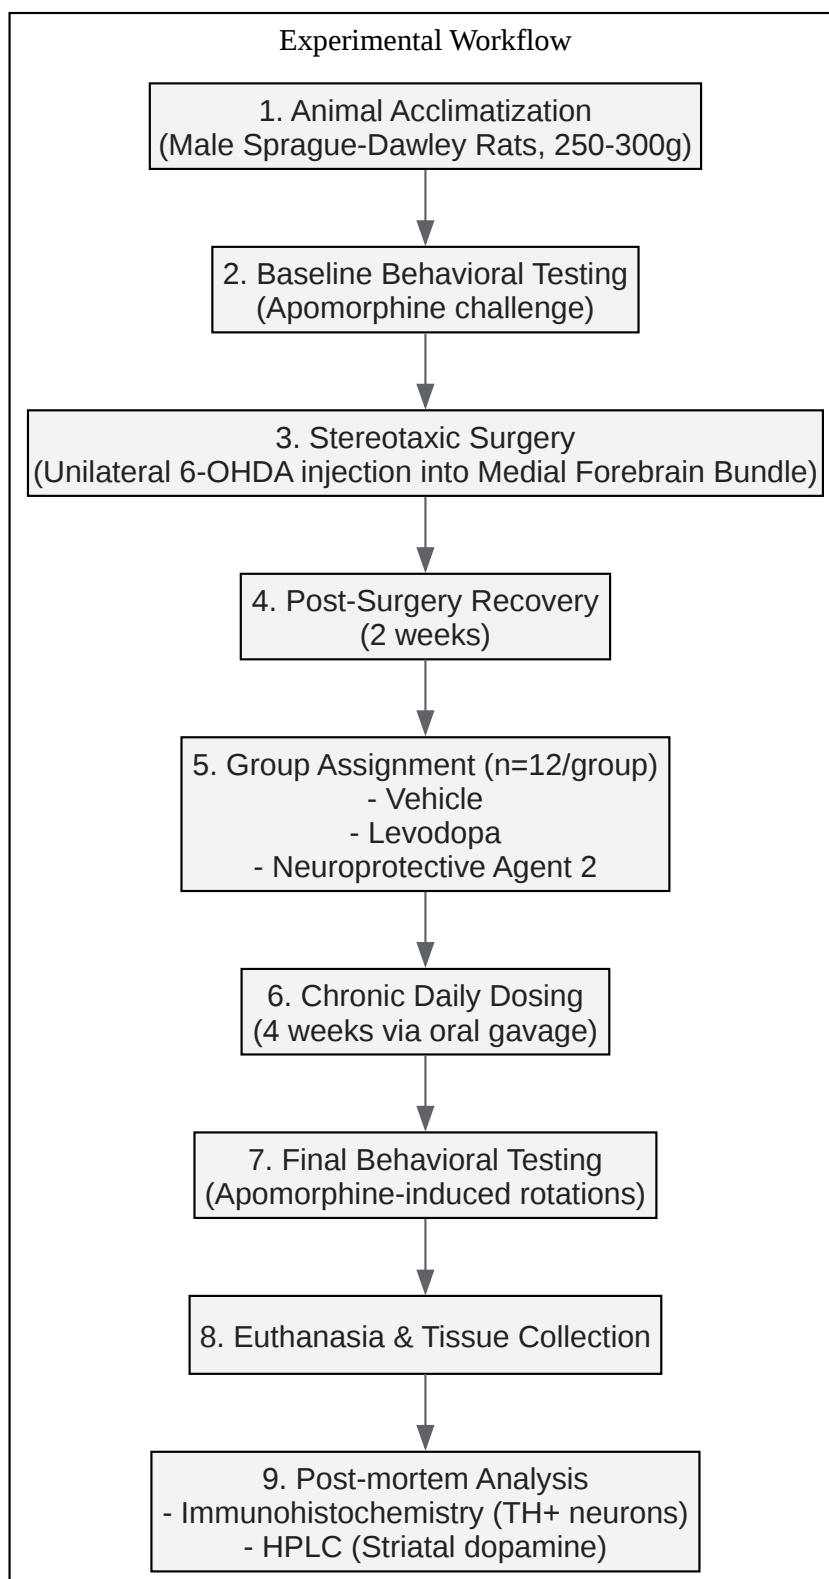 Experimental Workflow
1. Animal Acclimatization
(Male Sprague-Dawley Rats, 250-300g)
2. Baseline Behavioral Testing
(Apomorphine challenge)
3. Stereotaxic Surgery
(Unilateral 6-OHDA injection into Medial Forebrain Bundle)
4. Post-Surgery Recovery
(2 weeks)
5. Group Assignment (n=12/group)
- Vehicle
- Levodopa
- Neuroprotective Agent 2
6. Chronic Daily Dosing
(4 weeks via oral gavage)
7. Final Behavioral Testing
(Apomorphine-induced rotations)
8. Euthanasia & Tissue Collection
9. Post-mortem Analysis
- Immunohistochemistry (TH+ neurons)
- HPLC (Striatal dopamine)